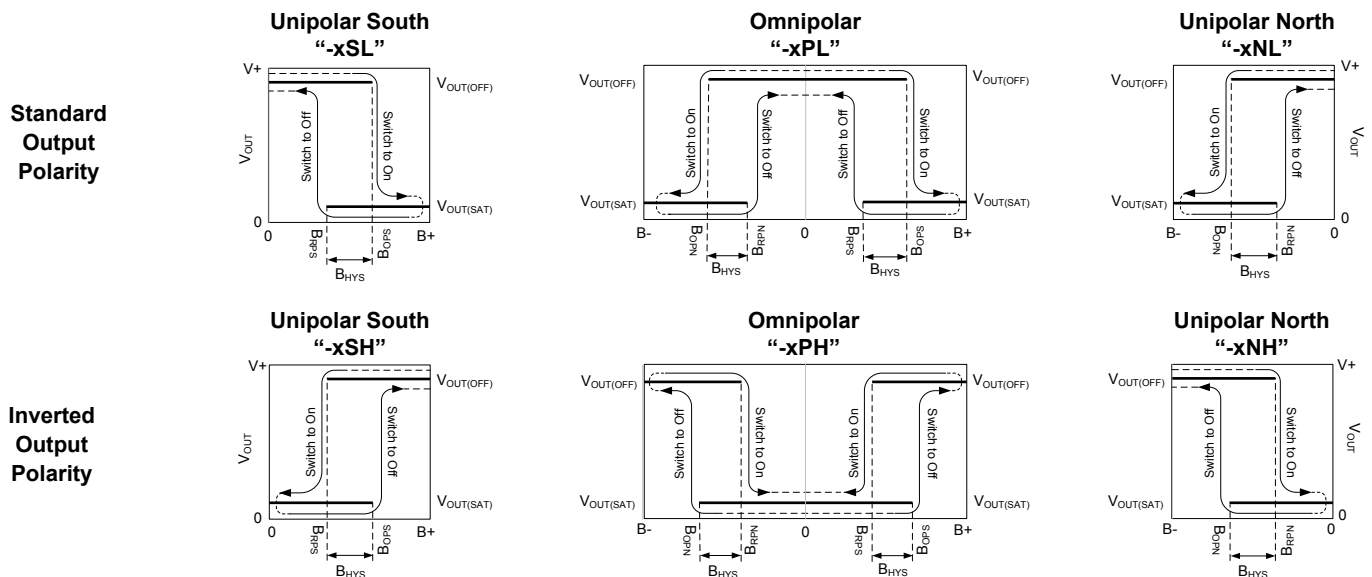 Unipolar South
“-xSL”
Omnipolar
“-xPL”
Unipolar North
“-xNL”
Standard
Output
Polarity
V+
VOUT
0
Switch to Off
Switch to On
VOUT(OFF)
VOUT(SAT)
0
BRPS
BOPS
B+
BHYS
VOUT(OFF)
VOUT(SAT)
Switch to On
Switch to Off
Switch to off
Switch to On
VOUT(OFF)
VOUT(SAT)
B-
BOPN
BRPN
0
BRPS
BOPS
B+
BHYS
BHYS
VOUT(OFF)
VOUT(SAT)
Switch to On
Switch to Off
V+
VOUT
0
B-
BOPN
BRPN
0
BHYS
Unipolar South
“-xSH”
Omnipolar
“-xPH”
Unipolar North
“-xNH”
Inverted
Output
Polarity
V+
VOUT
0
Switch to On
Switch to Off
VOUT(OFF)
VOUT(SAT)
0
BRPS
BOPS
B+
BHYS
VOUT(OFF)
VOUT(SAT)
Switch to Off
Switch to On
Switch to On
Switch to Off
VOUT(OFF)
VOUT(SAT)
B-
BOPN
BRPN
0
BRPS
BOPS
B+
BHYS
BHYS
VOUT(OFF)
VOUT(SAT)
Switch to Off
Switch to On
V+
VOUT
0
B-
BOPN
BRPN
0
BHYS